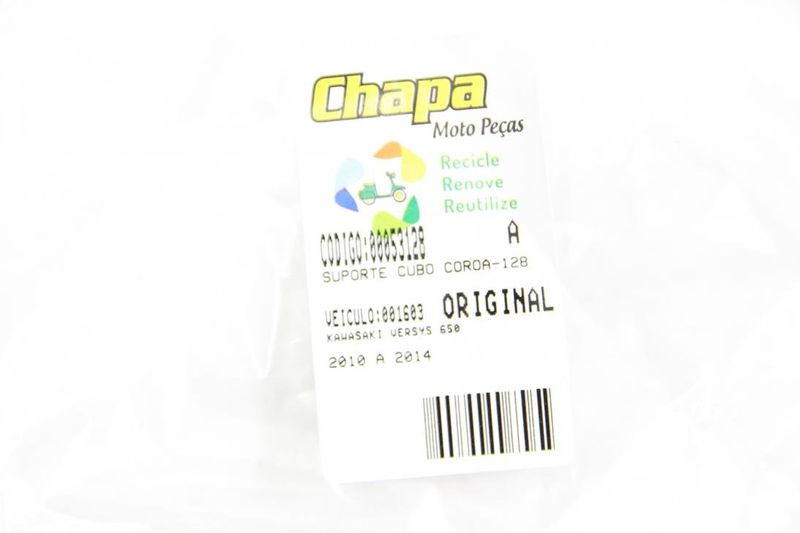 Chapa
Moto Peças
Recicle
Renove
Reutilize
CODIGO:00053128 A
SUPORTE CUBO COROA-128
VEICULO:001603 ORIGINAL
KAWASAKI VERSYS 650
2010 A 2014